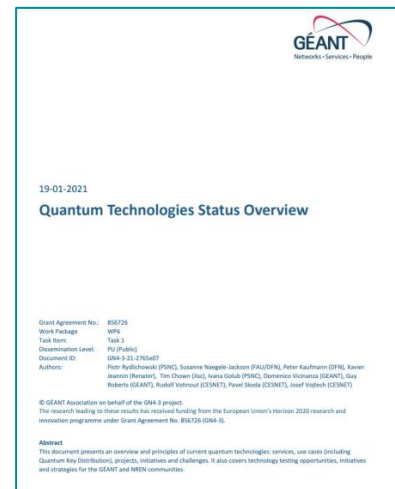 GÉANT
Networks • Services • People
19-01-2021
Quantum Technologies Status Overview
Grant Agreement No.: 856726
Work Package WP6
Task Item: Task 1
Dissemination Level: PU (Public)
Document ID: GN4-3-21-2765a07
Authors: Piotr Rydlichowski (PSNC), Susanne Naegele-Jackson (FAU/DFN), Peter Kaufmann (DFN), Xavier
Jeannin (Renater), Tim Chown (Jisc), Ivana Golub (PSNC), Domenico Vicinanza (GEANT), Guy
Roberts (GEANT), Rudolf Vohnout (CESNET), Pavel Skoda (CESNET), Josef Vojtech (CESNET)
© GÉANT Association on behalf of the GN4-3 project.
The research leading to these results has received funding from the European Union's Horizon 2020 research and
innovation programme under Grant Agreement No. 856726 (GN4-3).
Abstract
This document presents an overview and principles of current quantum technologies: services, use cases (including
Quantum Key Distribution), projects, initiatives and challenges. It also covers technology testing opportunities, initiatives
and strategies for the GÉANT and NREN communities.